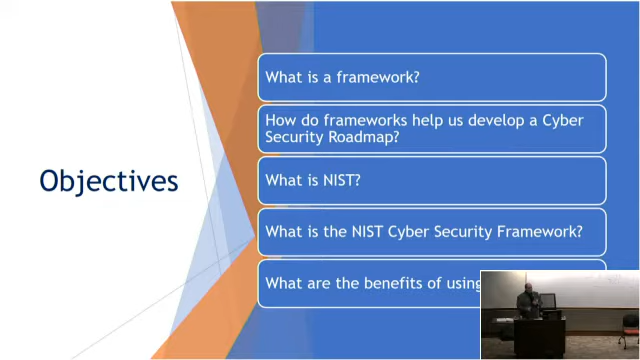 Objectives
What is a framework?
How do frameworks help us develop a Cyber
Security Roadmap?
What is NIST?
What is the NIST Cyber Security Framework?
What are the benefits of using